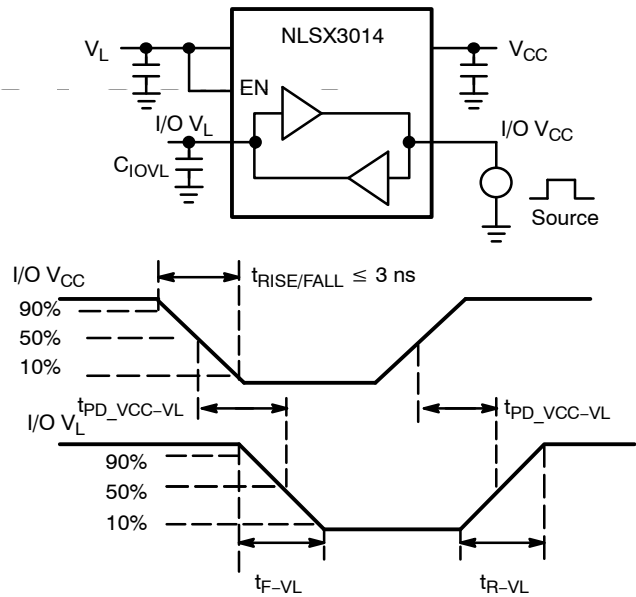 NLSX3014
V_L
V_CC
EN
I/O V_L
I/O V_CC
C_IOVL
Source
I/O V_CC
t_RISE/FALL ≤ 3 ns
90%
50%
10%
t_PD_VCC–VL
t_PD_VCC–VL
I/O V_L
90%
50%
10%
t_F–VL
t_R–VL